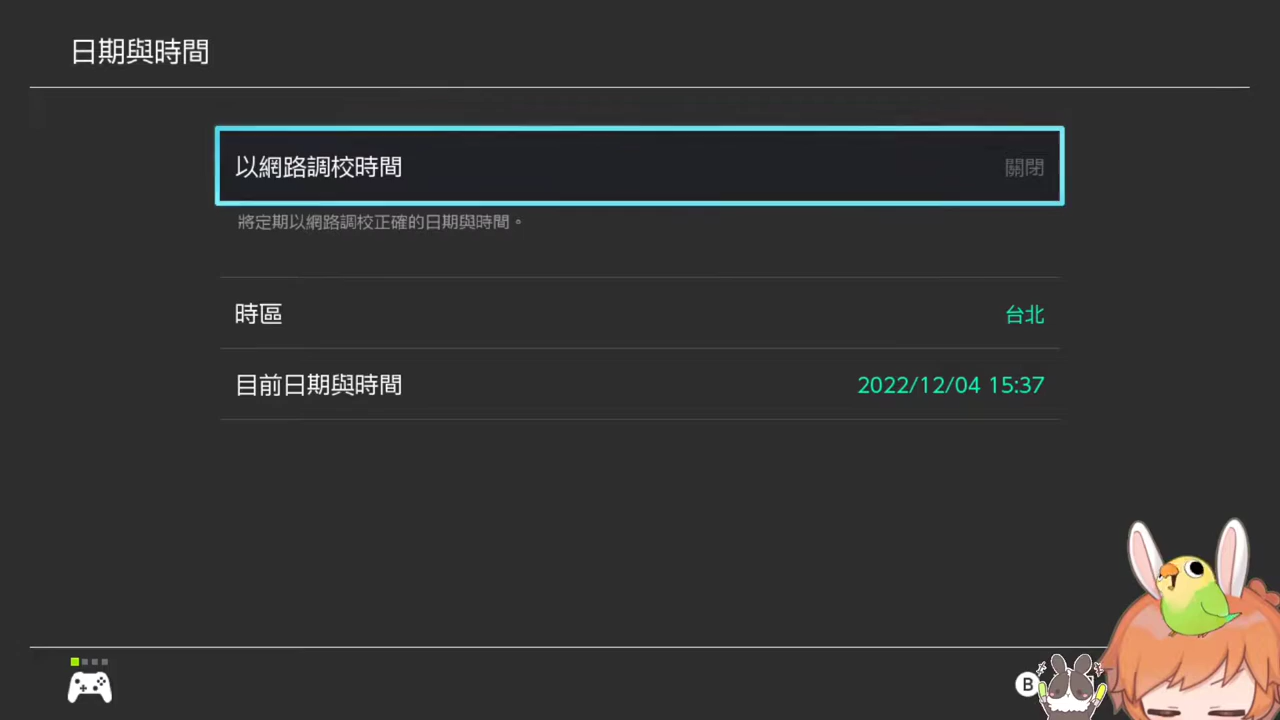 日期與時間
以網路調校時間 關閉
將定期以網路調校正確的日期與時間。
時區 台北
目前日期與時間 2022/12/04 15:37
B